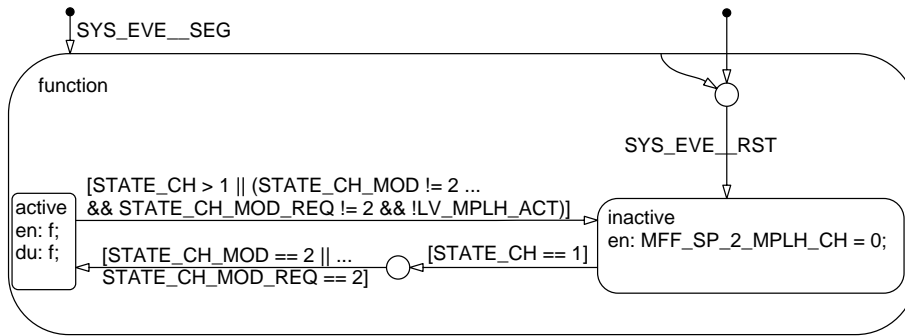 SYS_EVE__SEG
function
SYS_EVE__RST
[STATE_CH > 1 || (STATE_CH_MOD != 2 ...
&& STATE_CH_MOD_REQ != 2 && !LV_MPLH_ACT)]
active
en: f;
du: f;
inactive
en: MFF_SP_2_MPLH_CH = 0;
[STATE_CH_MOD == 2 || ...
STATE_CH_MOD_REQ == 2]
[STATE_CH == 1]